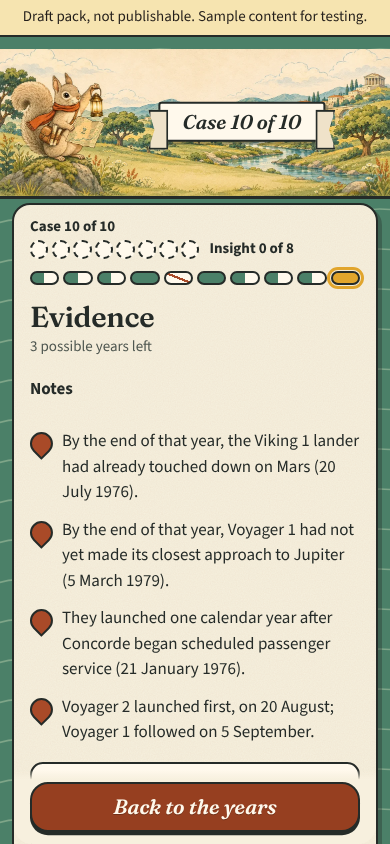 Draft pack, not publishable. Sample content for testing.
Case 10 of 10
Case 10 of 10
Insight 0 of 8
Evidence
3 possible years left
Notes
By the end of that year, the Viking 1 lander
had already touched down on Mars (20
July 1976).
By the end of that year, Voyager 1 had not
yet made its closest approach to Jupiter
(5 March 1979).
They launched one calendar year after
Concorde began scheduled passenger
service (21 January 1976).
Voyager 2 launched first, on 20 August;
Voyager 1 followed on 5 September.
Back to the years